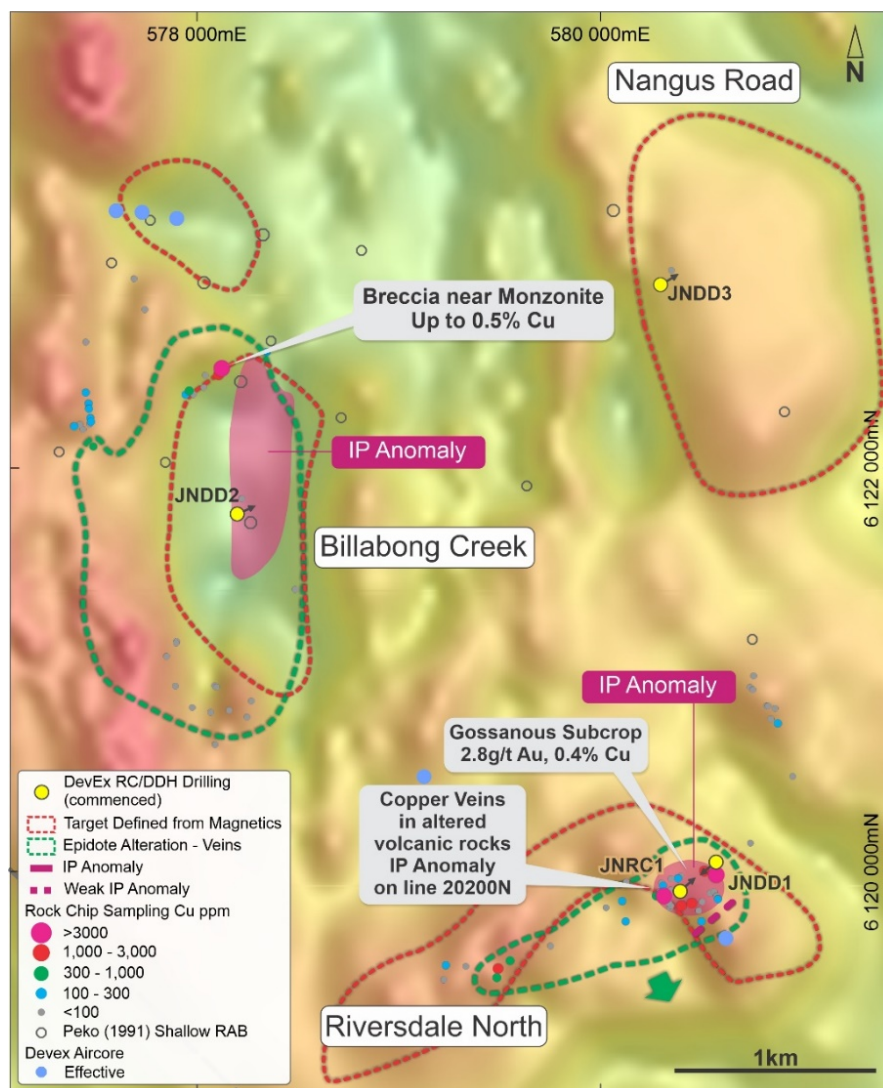 578 000mE
580 000mE
N
Nangus Road
JNDD3
Breccia near Monzonite
Up to 0.5% Cu
IP Anomaly
JNDD2
Billabong Creek
6 122 000mN
IP Anomaly
Gossanous Subcrop
2.8g/t Au, 0.4% Cu
Copper Veins
in altered
volcanic rocks
IP Anomaly
on line 20200N
JNRC1
JNDD1
6 120 000mN
Riversdale North
1km
DevEx RC/DDH Drilling
(commenced)
Target Defined from Magnetics
Epidote Alteration - Veins
IP Anomaly
Weak IP Anomaly
Rock Chip Sampling Cu ppm
>3000
1,000 - 3,000
300 - 1,000
100 - 300
<100
Peko (1991) Shallow RAB
Devex Aircore
Effective